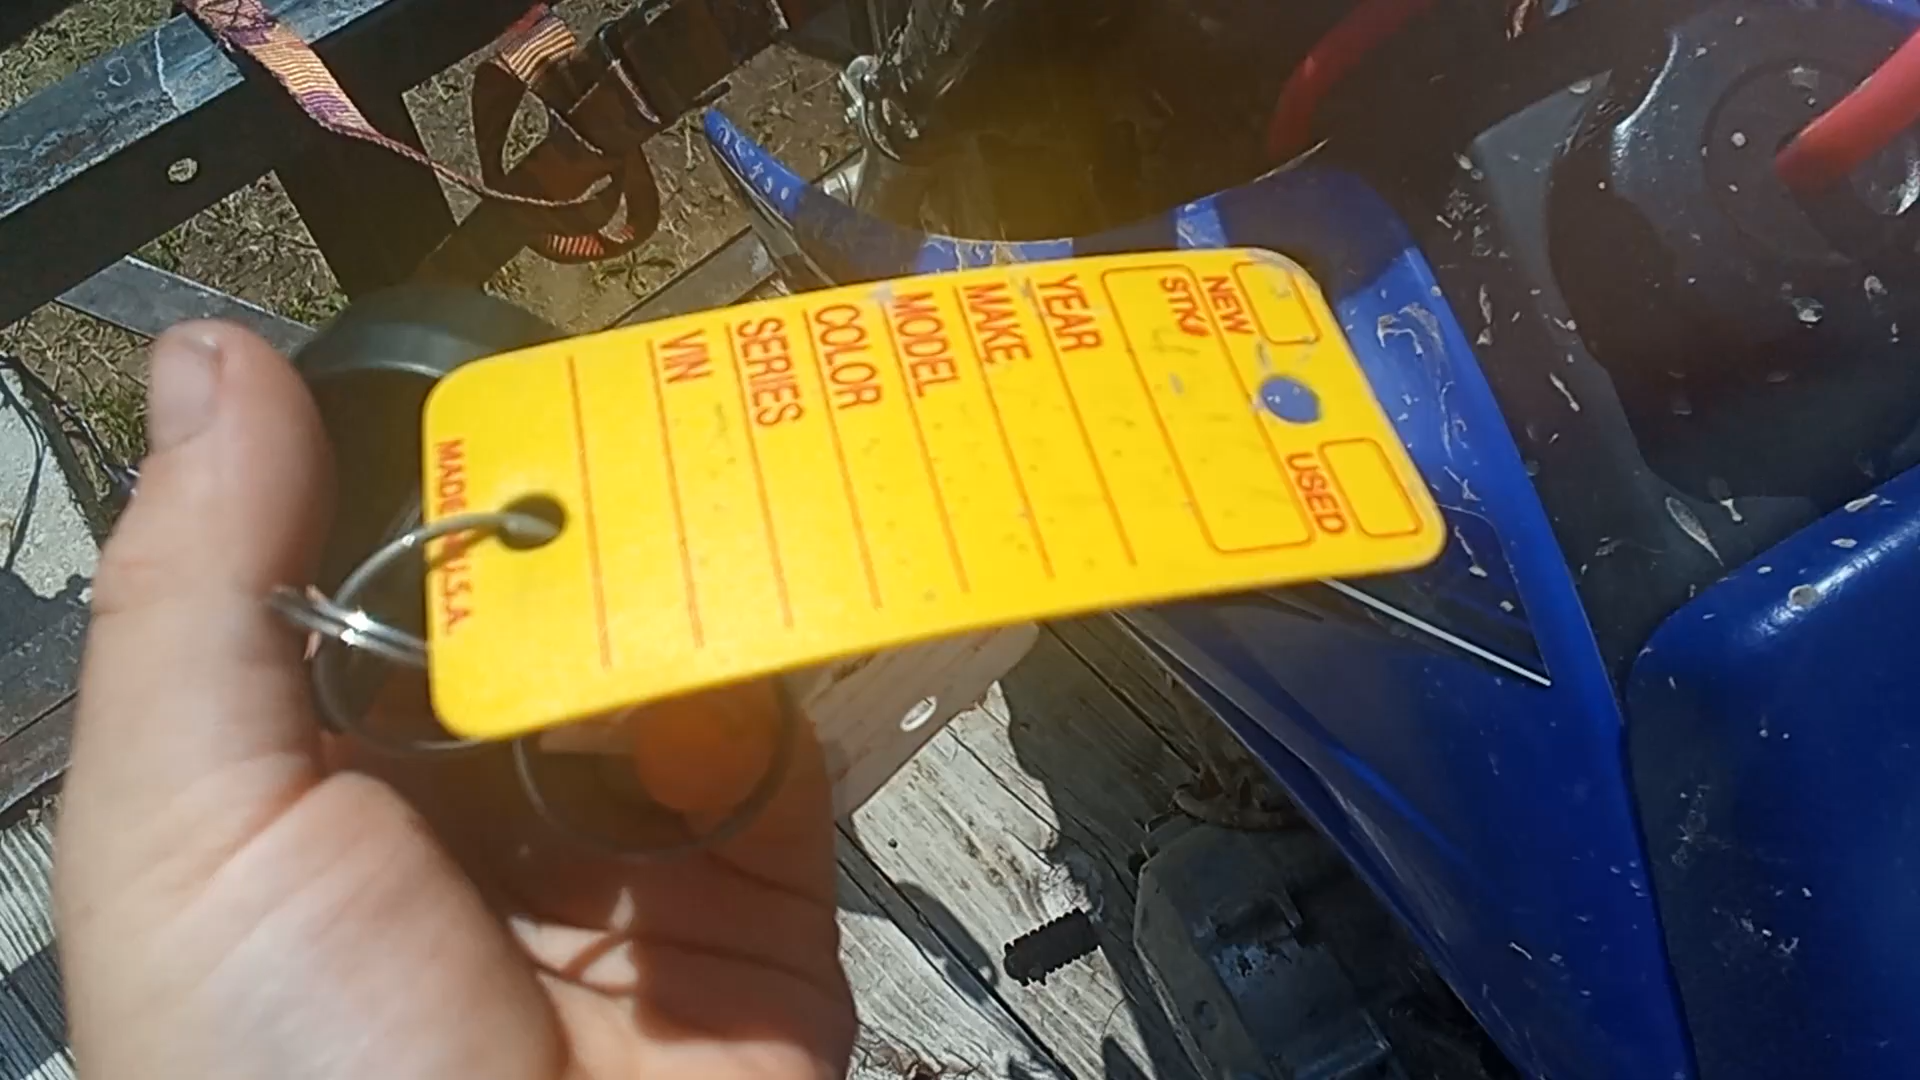 NEW USED
STK#
YEAR
MAKE
MODEL
COLOR
SERIES
VIN
MADE U.S.A.